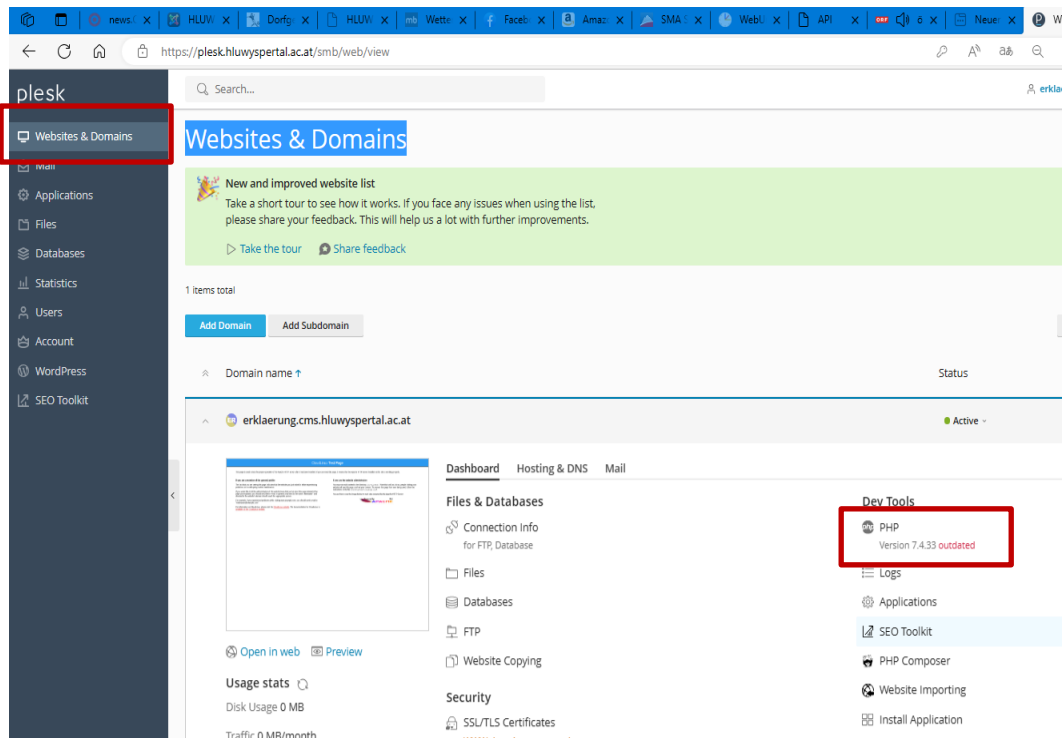 news.
HLUW
Dorfg
HLUW
mb Wette
Faceb
a Amaz
SMA S
WebU
API
ORF
Neuer
W
https://plesk.hluwyspertal.ac.at/smb/web/view
plesk
Search...
erkla
Websites & Domains
Websites & Domains
Mail
Applications
Files
Databases
Statistics
Users
Account
WordPress
SEO Toolkit
New and improved website list
Take a short tour to see how it works. If you face any issues when using the list,
please share your feedback. This will help us a lot with further improvements.
Take the tour Share feedback
1 items total
Add Domain Add Subdomain
Domain name ↑ Status
erklaerung.cms.hluwyspertal.ac.at Active
Dashboard Hosting & DNS Mail
Files & Databases
Connection Info
for FTP, Database
Files
Databases
FTP
Website Copying
Security
SSL/TLS Certificates
Dev Tools
php PHP
Version 7.4.33 outdated
Logs
Applications
SEO Toolkit
PHP Composer
Website Importing
Install Application
Open in web Preview
Usage stats
Disk Usage 0 MB
Traffic 0 MB/month